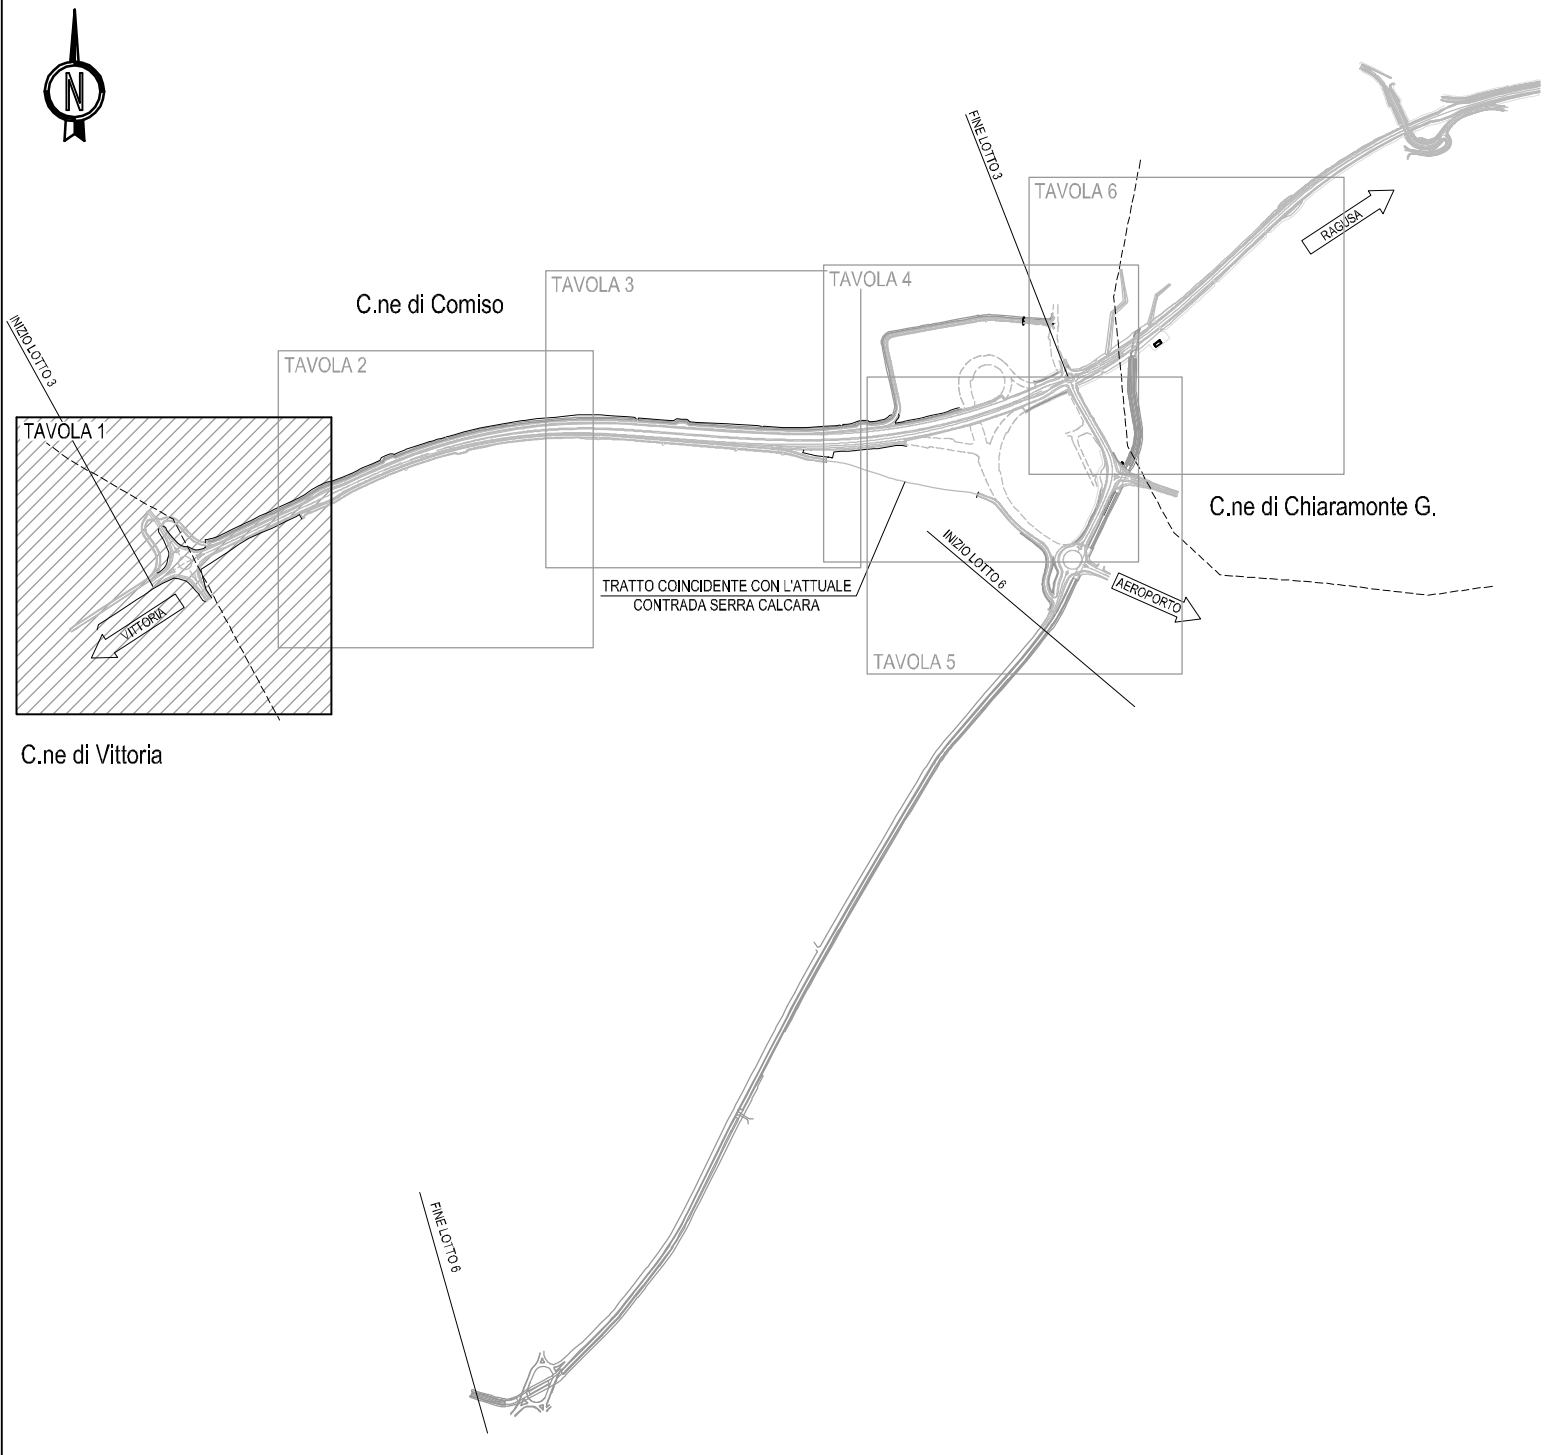 N
FINE LOTTO 3
TAVOLA 6
RAGUSA
TAVOLA 4
TAVOLA 3
C.ne di Comiso
INIZIO LOTTO 3
TAVOLA 2
TAVOLA 1
C.ne di Chiaramonte G.
INIZIO LOTTO 6
TRATTO COINCIDENTE CON L'ATTUALE
CONTRADA SERRA CALCARA
AEROPORTO
VITTORIA
TAVOLA 5
C.ne di Vittoria
FINE LOTTO 6